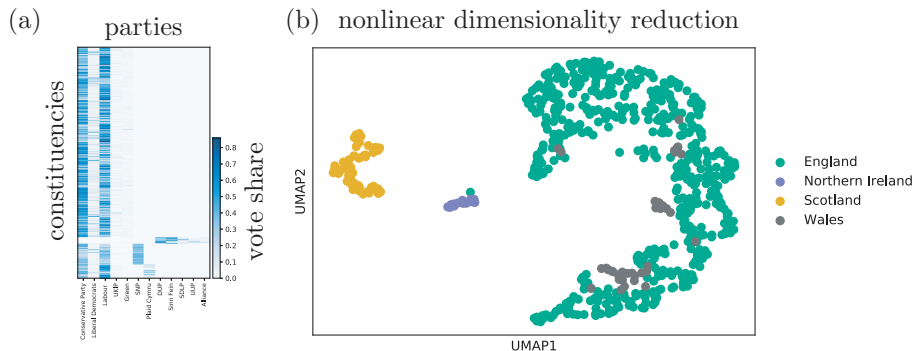 (a)
parties
constituencies
0.8
0.7
0.6
0.5
0.4
0.3
0.2
0.1
0.0
vote share
Conservative Party
Liberal Democrats
Labour
UKIP
Green
SNP
Plaid Cymru
DUP
Sinn Fein
SDLP
UUP
Alliance
(b) nonlinear dimensionality reduction
UMAP2
UMAP1
England
Northern Ireland
Scotland
Wales